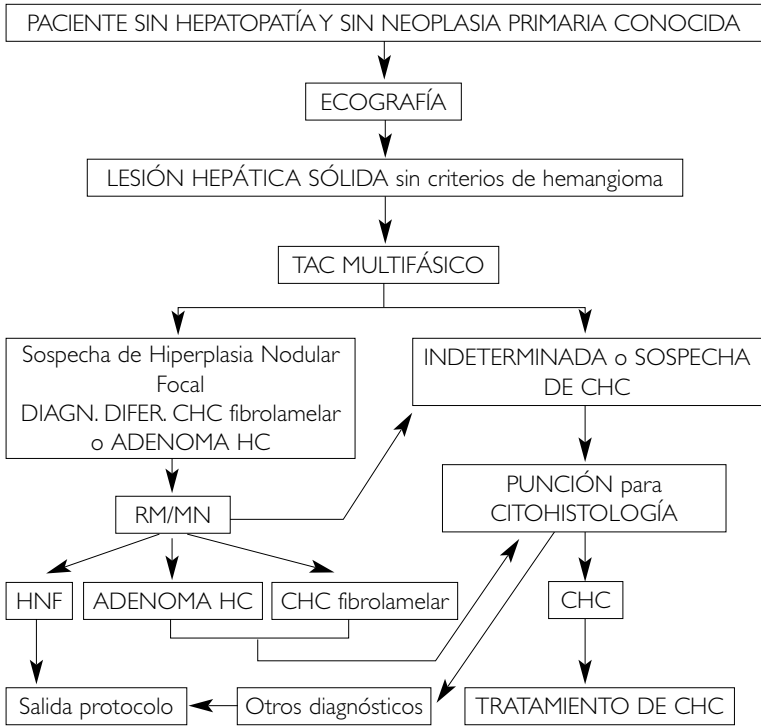 PACIENTE SIN HEPATOPATÍA Y SIN NEOPLASIA PRIMARIA CONOCIDA
ECOGRAFÍA
LESIÓN HEPÁTICA SÓLIDA sin criterios de hemangioma
TAC MULTIFÁSICO
Sospecha de Hiperplasia Nodular
Focal
DIAGN. DIFER. CHC fibrolamelar
o ADENOMA HC
INDETERMINADA o SOSPECHA
DE CHC
RM/MN
PUNCIÓN para
CITOHISTOLOGÍA
HNF
ADENOMA HC
CHC fibrolamelar
CHC
Salida protocolo
Otros diagnósticos
TRATAMIENTO DE CHC